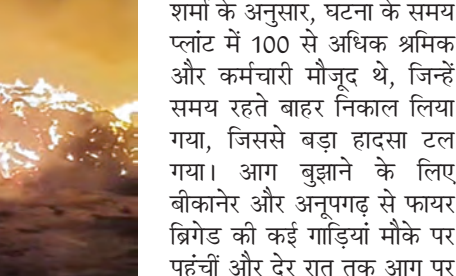 शर्मा के अनुसार, घटना के समय
प्लांट में 100 से अधिक श्रमिक
और कर्मचारी मौजूद थे, जिन्हें
समय रहते बाहर निकाल लिया
गया, जिससे बड़ा हादसा टल
गया। आग बुझाने के लिए
बीकानेर और अनूपगढ़ से फायर
ब्रिगेड की कई गाड़ियां मौके पर
पहुंचीं और देर रात तक आग पर